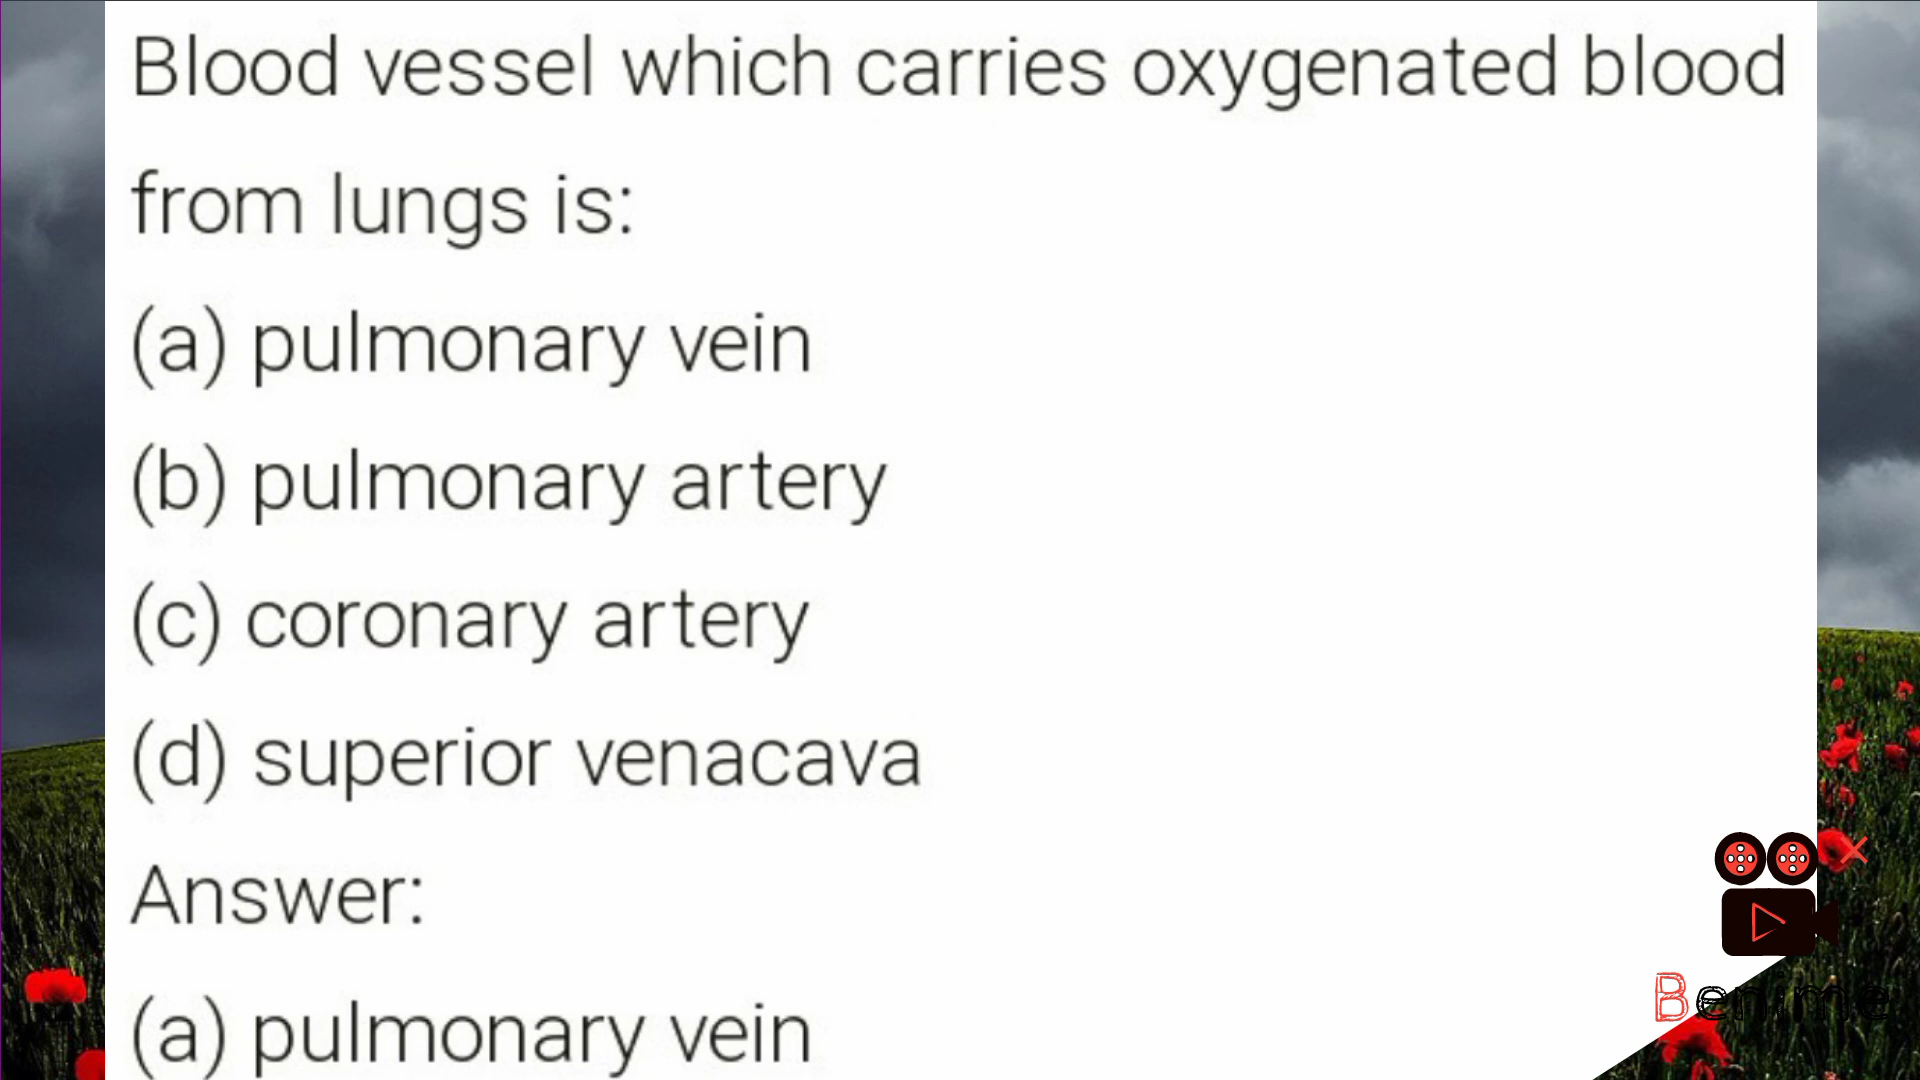 Blood vessel which carries oxygenated blood
from lungs is:
(a) pulmonary vein
(b) pulmonary artery
(c) coronary artery
(d) superior venacava
Answer:
(a) pulmonary vein
Benime